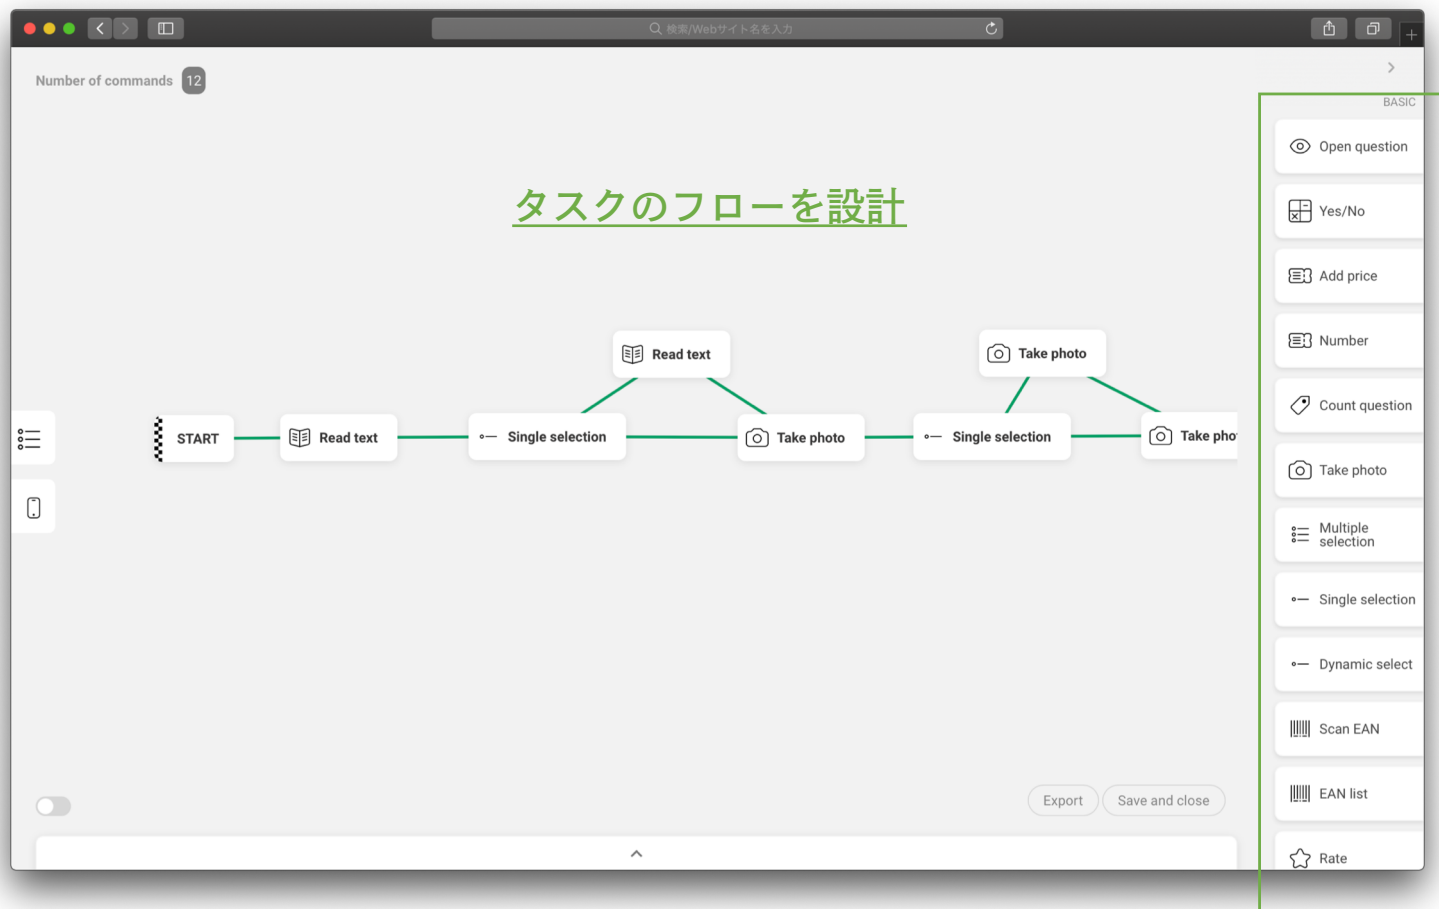 検索/Webサイト名を入力
Number of commands 12
BASIC
Open question
Yes/No
タスクのフローを設計
Add price
Number
Read text
Take photo
Count question
START
Read text
Single selection
Take photo
Single selection
Take pho
Take photo
Multiple
selection
Single selection
Dynamic select
Scan EAN
EAN list
Export
Save and close
Rate